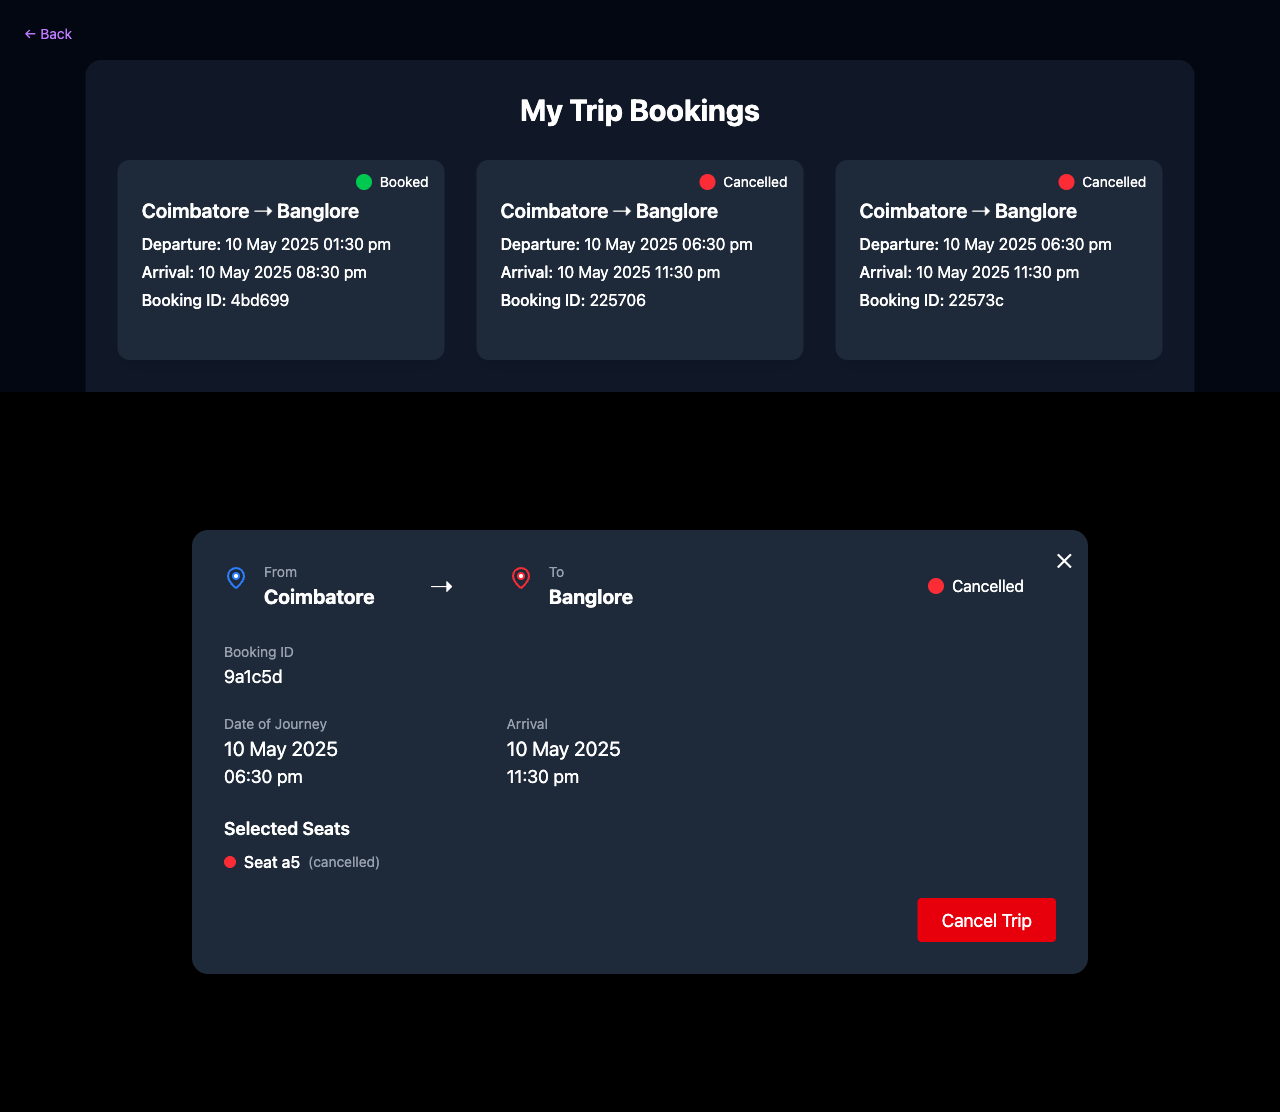 ← Back
My Trip Bookings
Booked
Coimbatore → Banglore
Departure: 10 May 2025 01:30 pm
Arrival: 10 May 2025 08:30 pm
Booking ID: 4bd699
Cancelled
Coimbatore → Banglore
Departure: 10 May 2025 06:30 pm
Arrival: 10 May 2025 11:30 pm
Booking ID: 225706
Cancelled
Coimbatore → Banglore
Departure: 10 May 2025 06:30 pm
Arrival: 10 May 2025 11:30 pm
Booking ID: 22573c
From
Coimbatore
→
To
Banglore
Cancelled
Booking ID
9a1c5d
Date of Journey
10 May 2025
06:30 pm
Arrival
10 May 2025
11:30 pm
Selected Seats
Seat a5 (cancelled)
Cancel Trip